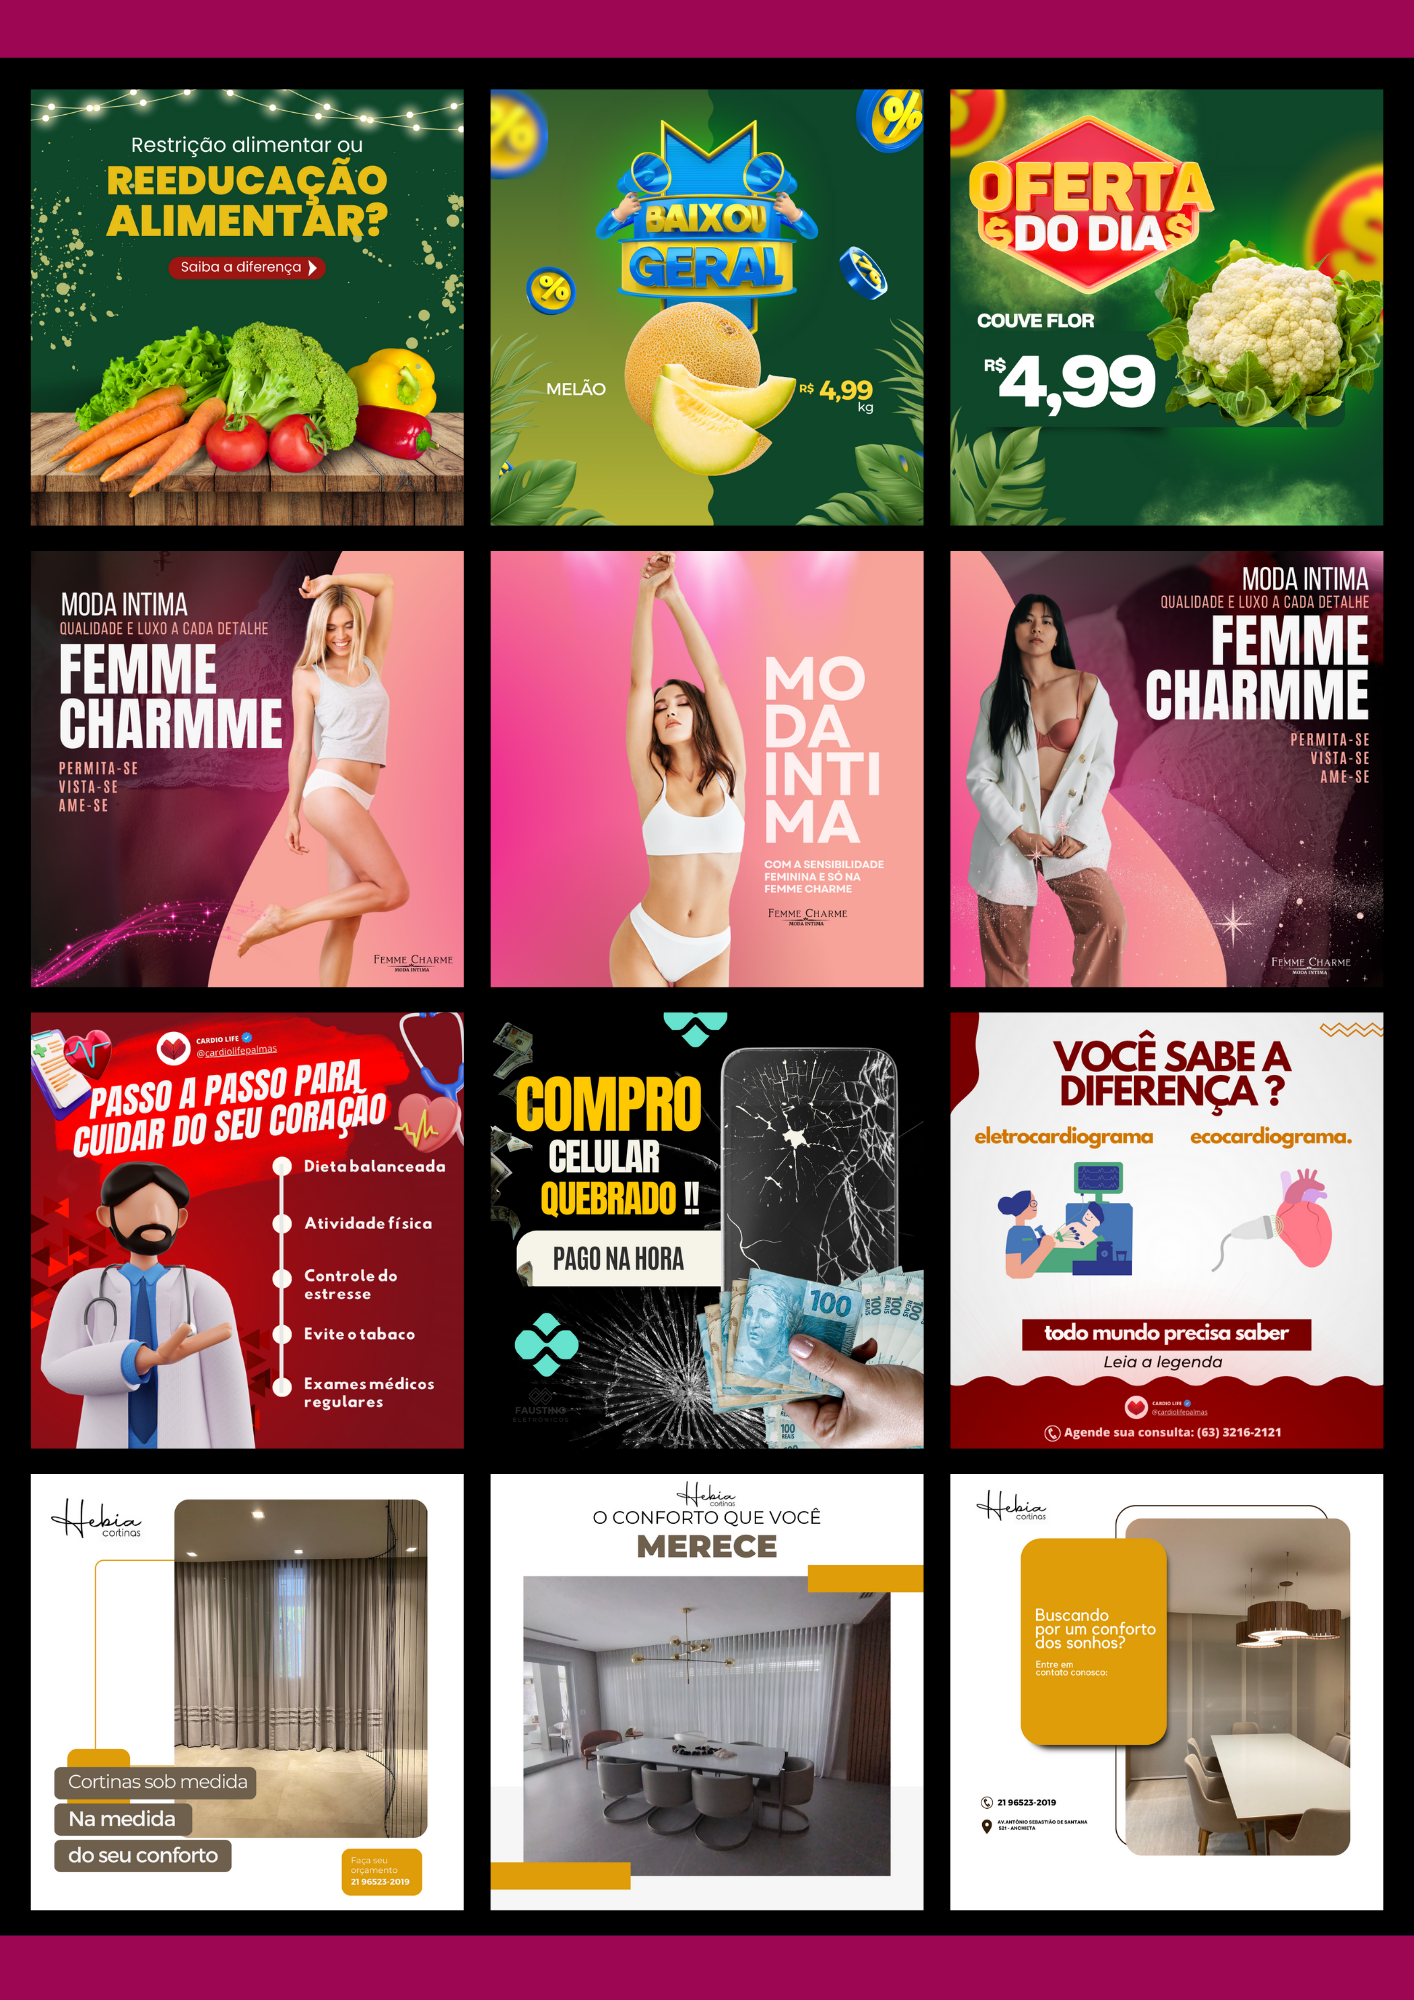 Restrição alimentar ou
REEDUCAÇÃO
ALIMENTAR?
Saiba a diferença
%
%
BAIXOU
GERAL
%
%
MELÃO
R$ 4,99
kg
$
OFERTA
$DO DIA$
$
COUVE FLOR
R$ 4,99
MODA INTIMA
QUALIDADE E LUXO A CADA DETALHE
FEMME
CHARMME
PERMITA-SE
VISTA-SE
AME-SE
FEMME CHARME
MODA INTIMA
MO
DA
INTI
MA
COM A SENSIBILIDADE
FEMININA E SÓ NA
FEMME CHARME
FEMME CHARME
MODA INTIMA
MODA INTIMA
QUALIDADE E LUXO A CADA DETALHE
FEMME
CHARMME
PERMITA-SE
VISTA-SE
AME-SE
FEMME CHARME
MODA INTIMA
CARDIO LIFE
@cardiolifepalmas
PASSO A PASSO PARA
CUIDAR DO SEU CORAÇÃO
Dieta balanceada
Atividade física
Controle do
estresse
Evite o tabaco
Exames médicos
regulares
COMPRO
CELULAR
QUEBRADO !!
PAGO NA HORA
100
100
REAIS
100
REAIS
100
REAIS
FAUSTINO
ELETRÔNICOS
VOCÊ SABE A
DIFERENÇA ?
eletrocardiograma
ecocardiograma.
todo mundo precisa saber
Leia a legenda
CARDIO LIFE
@cardiolifepalmas
Agende sua consulta: (63) 3216-2121
Hebia
cortinas
Cortinas sob medida
Na medida
do seu conforto
Faça seu
orçamento
21 96523-2019
Hebia
cortinas
O CONFORTO QUE VOCÊ
MERECE
Hebia
cortinas
Buscando
por um conforto
dos sonhos?
Entre em
contato conosco:
21 96523-2019
AV.ANTÔNIO SEBASTIÃO DE SANTANA
521 - ANCHIETA